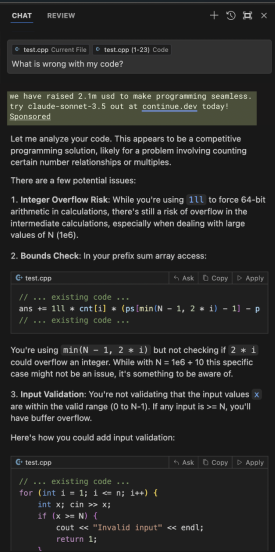 CHAT REVIEW
test.cpp Current File test.cpp (1-23) Code
What is wrong with my code?
we have raised 2.1m usd to make programming seamless.
try claude-sonnet-3.5 out at continue.dev today!
Sponsored
Let me analyze your code. This appears to be a competitive
programming solution, likely for a problem involving counting
certain number relationships or multiples.
There are a few potential issues:
1. Integer Overflow Risk: While you're using 1ll to force 64-bit
arithmetic in calculations, there's still a risk of overflow in the
intermediate calculations, especially when dealing with large
values of N (1e6).
2. Bounds Check: In your prefix sum array access:
test.cpp Ask Copy Apply
// ... existing code ...
ans += 1ll * cnt[i] * (ps[min(N - 1, 2 * i) - 1] - p
// ... existing code ...
You're using min(N - 1, 2 * i) but not checking if 2 * i
could overflow an integer. While with N = 1e6 + 10 this specific
case might not be an issue, it's something to be aware of.
3. Input Validation: You're not validating that the input values x
are within the valid range (0 to N-1). If any input is >= N, you'll
have buffer overflow.
Here's how you could add input validation:
test.cpp Ask Copy Apply
// ... existing code ...
for (int i = 1; i <= n; i++) {
int x; cin >> x;
if (x >= N) {
cout << "Invalid input" << endl;
return 1;
}